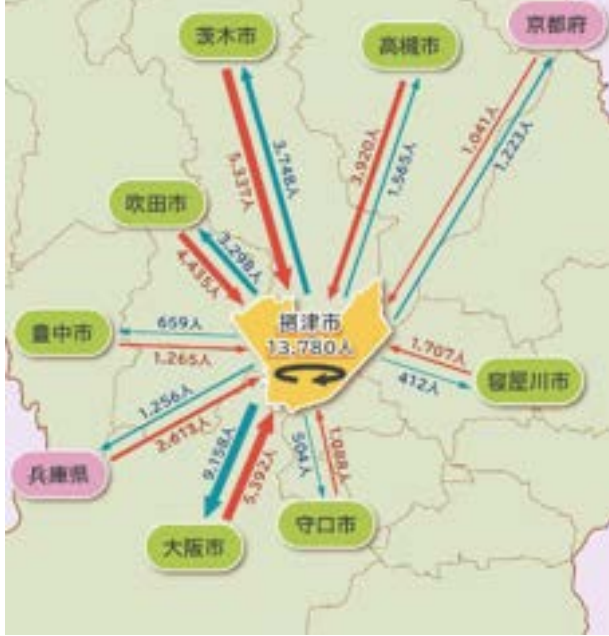 京都府
茨木市
高槻市
5,337人
3,748人
3,920人
1,565人
1,041人
1,223人
吹田市
3,298人
4,435人
摂津市
13,780人
豊中市
659人
1,265人
1,707人
412人
寝屋川市
1,256人
2,613人
兵庫県
9,158人
5,392人
504人
1,088人
大阪市
守口市